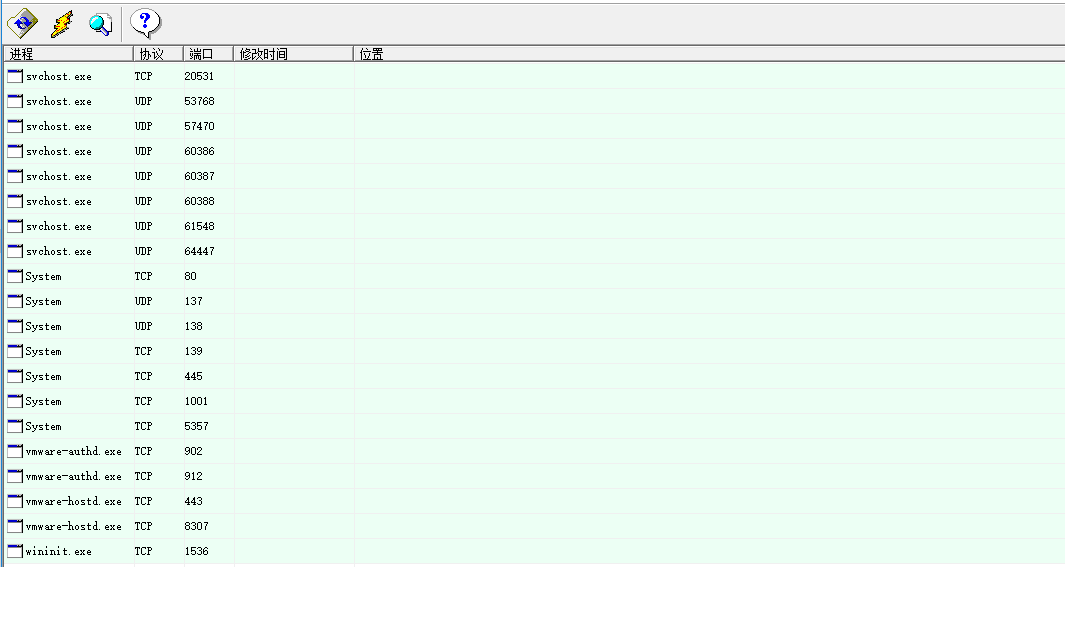 ?
进程 协议 端口 修改时间 位置
svchost.exe TCP 20531
svchost.exe UDP 53768
svchost.exe UDP 57470
svchost.exe UDP 60386
svchost.exe UDP 60387
svchost.exe UDP 60388
svchost.exe UDP 61548
svchost.exe UDP 64447
System TCP 80
System UDP 137
System UDP 138
System TCP 139
System TCP 445
System TCP 1001
System TCP 5357
vmware-authd.exe TCP 902
vmware-authd.exe TCP 912
vmware-hostd.exe TCP 443
vmware-hostd.exe TCP 8307
wininit.exe TCP 1536